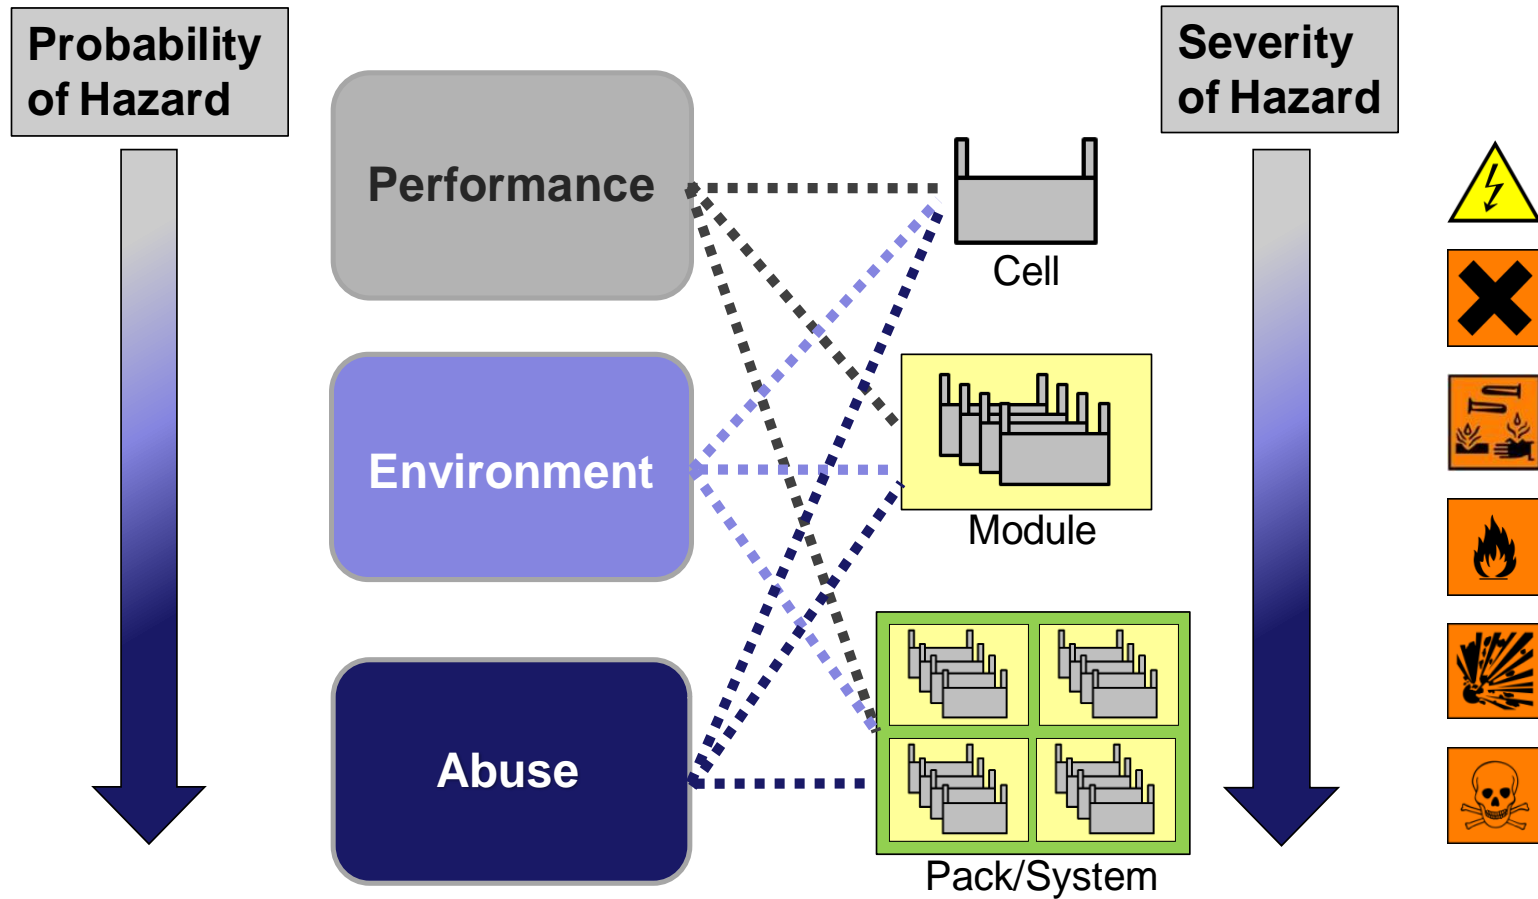 Probability
of Hazard
Severity
of Hazard
Performance
Cell
Environment
Module
Abuse
Pack/System